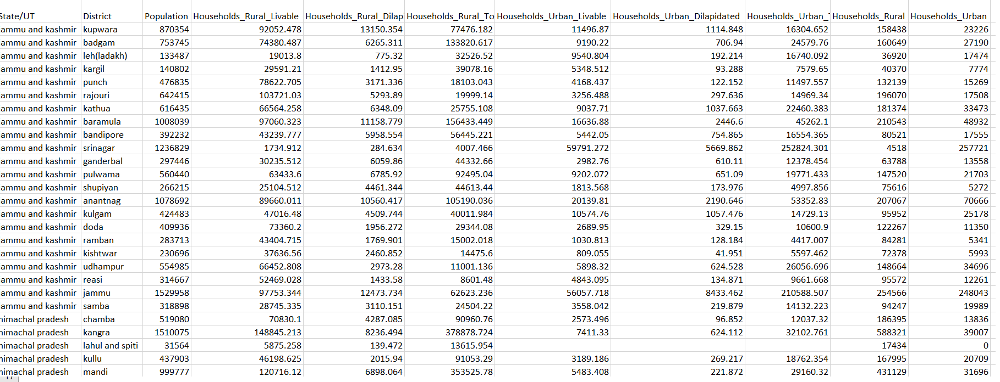 State/UT District Population Households_Rural_Livable Households_Rural_Dilapi Households_Rural_To Households_Urban_Livable Households_Urban_Dilapidated Households_Urban_T Households_Rural Households_Urban
ammu and kashmir kupwara 870354 92052.478 13150.354 77476.182 11496.87 1114.848 16304.652 158438 23226
ammu and kashmir badgam 753745 74380.487 6265.311 133820.617 9190.22 706.94 24579.76 160649 27190
ammu and kashmir leh(ladakh) 133487 19013.8 775.32 32526.52 9540.804 192.214 16740.092 36920 17474
ammu and kashmir kargil 140802 29591.21 1412.95 39078.16 5348.512 93.288 7579.65 40370 7774
ammu and kashmir punch 476835 78622.705 3171.336 18103.043 4168.437 122.152 11497.557 132139 15269
ammu and kashmir rajouri 642415 103721.03 5293.89 19999.14 3256.488 297.636 14969.34 196070 17508
ammu and kashmir kathua 616435 66564.258 6348.09 25755.108 9037.71 1037.663 22460.383 181374 33473
ammu and kashmir baramula 1008039 97060.323 11158.779 156433.449 16636.88 2446.6 45262.1 210543 48932
ammu and kashmir bandipore 392232 43239.777 5958.554 56445.221 5442.05 754.865 16554.365 80521 17555
ammu and kashmir srinagar 1236829 1734.912 284.634 4007.466 59791.272 5669.862 252824.301 4518 257721
ammu and kashmir ganderbal 297446 30235.512 6059.86 44332.66 2982.76 610.11 12378.454 63788 13558
ammu and kashmir pulwama 560440 63433.6 6785.92 92495.04 9202.072 651.09 19771.433 147520 21703
ammu and kashmir shupiyan 266215 25104.512 4461.344 44613.44 1813.568 173.976 4997.856 75616 5272
ammu and kashmir anantnag 1078692 89660.011 10560.417 105190.036 20139.81 2190.646 53352.83 207067 70666
ammu and kashmir kulgam 424483 47016.48 4509.744 40011.984 10574.76 1057.476 14729.13 95952 25178
ammu and kashmir doda 409936 73360.2 1956.272 29344.08 2689.95 329.15 10600.9 122267 11350
ammu and kashmir ramban 283713 43404.715 1769.901 15002.018 1030.813 128.184 4417.007 84281 5341
ammu and kashmir kishtwar 230696 37636.56 2460.852 14475.6 809.055 41.951 5597.462 72378 5993
ammu and kashmir udhampur 554985 66452.808 2973.28 11001.136 5898.32 624.528 26056.696 148664 34696
ammu and kashmir reasi 314667 52469.028 1433.58 8601.48 4843.095 134.871 9661.668 95572 12261
ammu and kashmir jammu 1529958 97753.344 12473.734 62623.236 56057.718 8433.462 210588.507 254566 248043
ammu and kashmir samba 318898 28745.335 3110.151 24504.22 3558.042 219.879 14132.223 94247 19989
himachal pradesh chamba 519080 70830.1 4287.085 90960.76 2573.496 96.852 12037.32 186395 13836
himachal pradesh kangra 1510075 148845.213 8236.494 378878.724 7411.33 624.112 32102.761 588321 39007
himachal pradesh lahul and spiti 31564 5875.258 139.472 13615.954 17434 0
himachal pradesh kullu 437903 46198.625 2015.94 91053.29 3189.186 269.217 18762.354 167995 20709
himachal pradesh mandi 999777 120716.12 6898.064 353525.78 5483.408 221.872 29160.32 431129 31696